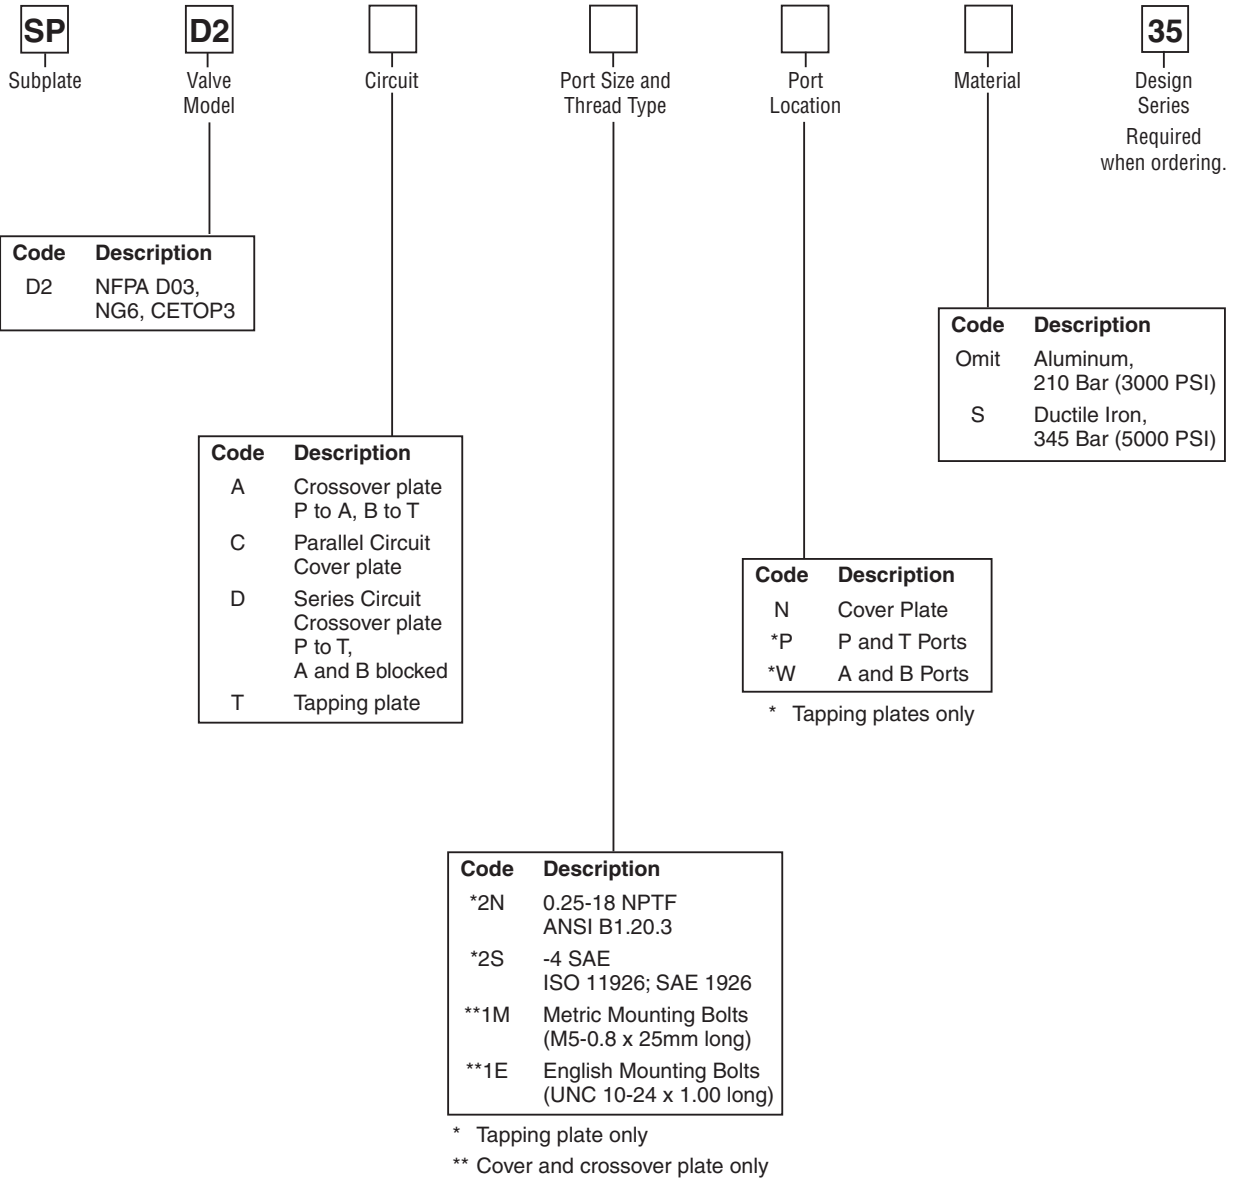 SP
D2
35
Subplate
Valve
Model
Circuit
Port Size and
Thread Type
Port
Location
Material
Design
Series
Required
when ordering.
Code Description
D2 NFPA D03,
NG6, CETOP3
Code Description
Omit Aluminum,
210 Bar (3000 PSI)
S Ductile Iron,
345 Bar (5000 PSI)
Code Description
A Crossover plate
P to A, B to T
C Parallel Circuit
Cover plate
D Series Circuit
Crossover plate
P to T,
A and B blocked
T Tapping plate
Code Description
N Cover Plate
*P P and T Ports
*W A and B Ports
* Tapping plates only
Code Description
*2N 0.25-18 NPTF
ANSI B1.20.3
*2S -4 SAE
ISO 11926; SAE 1926
**1M Metric Mounting Bolts
(M5-0.8 x 25mm long)
**1E English Mounting Bolts
(UNC 10-24 x 1.00 long)
* Tapping plate only
** Cover and crossover plate only